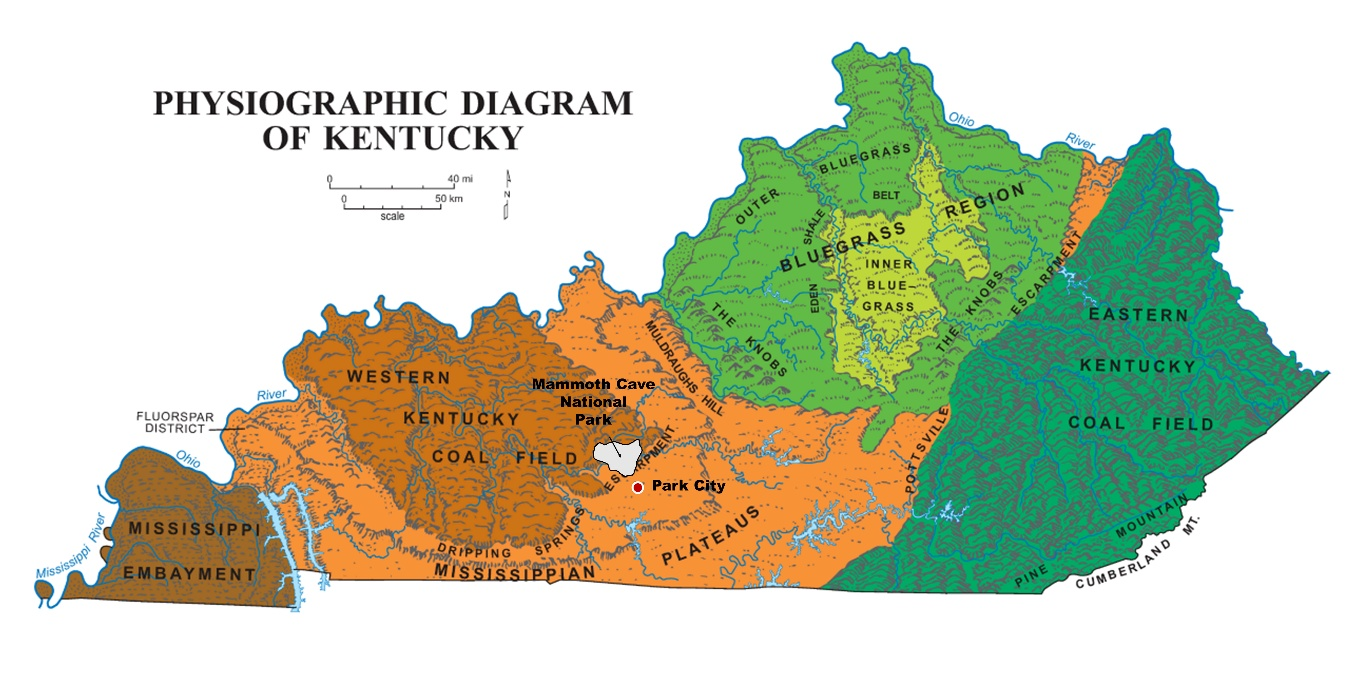 PHYSIOGRAPHIC DIAGRAM
OF KENTUCKY
0 40 mi
0 50 km
scale
N
Ohio
River
BLUEGRASS
BELT
OUTER
SHALE
EDEN
BLUEGRASS REGION
INNER
BLUE–
GRASS
THE KNOBS
THE KNOBS
ESCARPMENT
POTTSVILLE
EASTERN
KENTUCKY
COAL FIELD
PINE MOUNTAIN
CUMBERLAND MT.
MULDRAUGHS HILL
WESTERN
KENTUCKY
COAL FIELD
Mammoth Cave
National
Park
Park City
DRIPPING SPRINGS ESCARPMENT
MISSISSIPPIAN PLATEAUS
River
FLUORSPAR
DISTRICT
Ohio
Mississippi River
MISSISSIPPI
EMBAYMENT